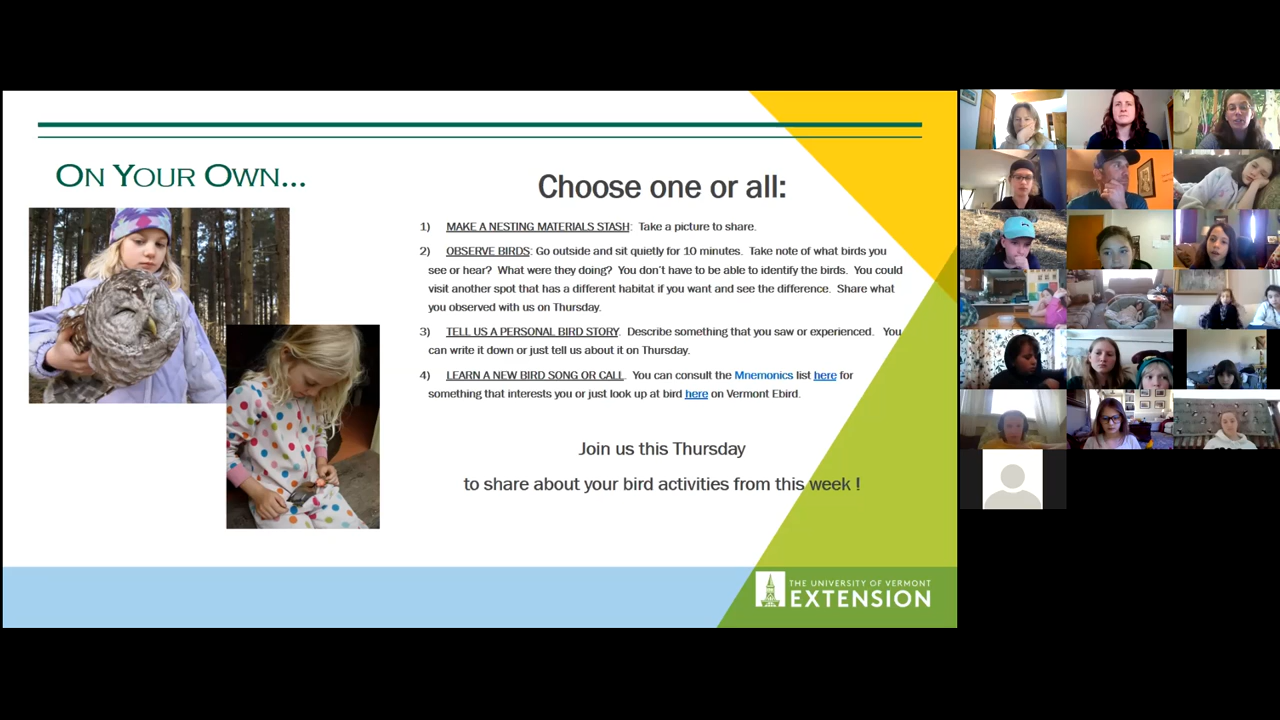 ON YOUR OWN...
Choose one or all:
1) MAKE A NESTING MATERIALS STASH: Take a picture to share.
2) OBSERVE BIRDS: Go outside and sit quietly for 10 minutes. Take note of what birds you
see or hear? What were they doing? You don't have to be able to identify the birds. You could
visit another spot that has a different habitat if you want and see the difference. Share what
you observed with us on Thursday.
3) TELL US A PERSONAL BIRD STORY. Describe something that you saw or experienced. You
can write it down or just tell us about it on Thursday.
4) LEARN A NEW BIRD SONG OR CALL. You can consult the Mnemonics list here for
something that interests you or just look up at bird here on Vermont Ebird.
Join us this Thursday
to share about your bird activities from this week !
THE UNIVERSITY OF VERMONT
EXTENSION